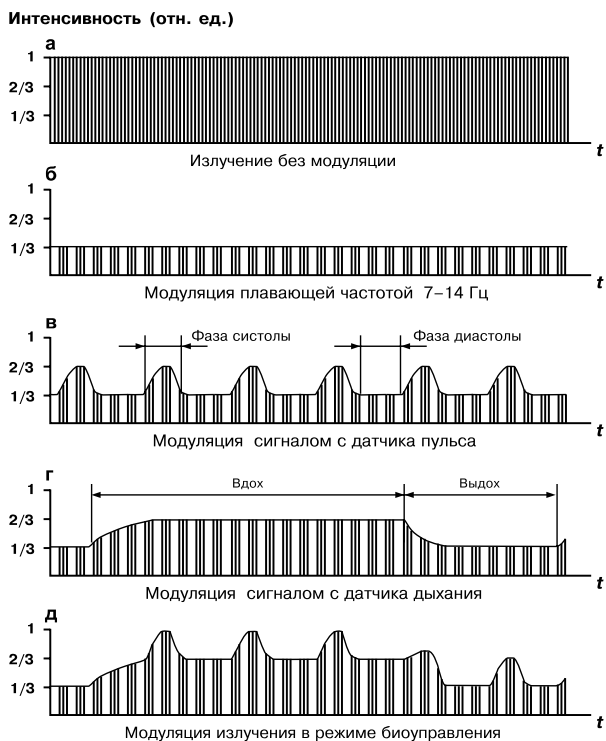 Интенсивность (отн. ед.)
а
1
2/3
1/3
t
Излучение без модуляции
б
1
2/3
1/3
t
Модуляция плавающей частотой 7–14 Гц
в
1
Фаза систолы Фаза диастолы
2/3
1/3
t
Модуляция сигналом с датчика пульса
г
1
Вдох Выдох
2/3
1/3
t
Модуляция сигналом с датчика дыхания
д
1
2/3
1/3
t
Модуляция излучения в режиме биоуправления